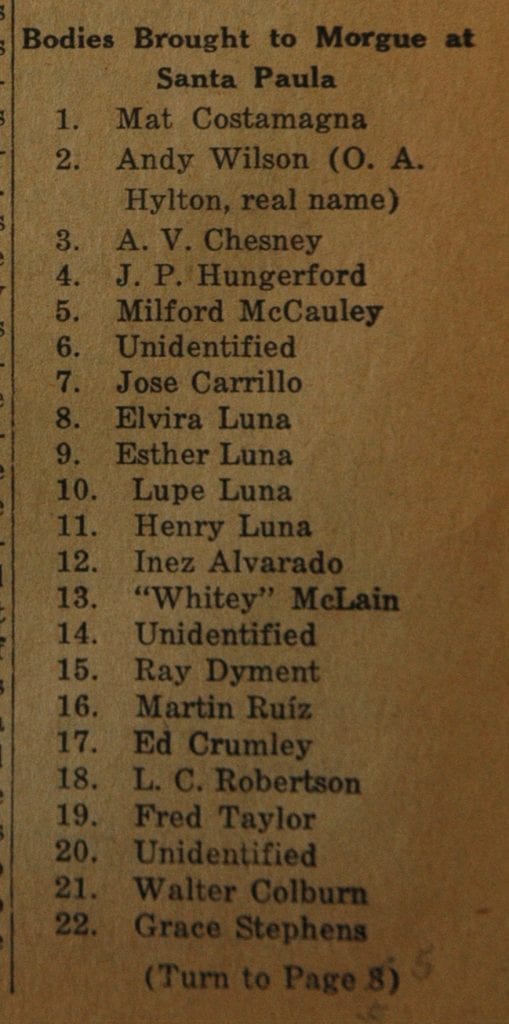 Bodies Brought to Morgue at
Santa Paula
1. Mat Costamagna
2. Andy Wilson (O. A.
Hylton, real name)
3. A. V. Chesney
4. J. P. Hungerford
5. Milford McCauley
6. Unidentified
7. Jose Carrillo
8. Elvira Luna
9. Esther Luna
10. Lupe Luna
11. Henry Luna
12. Inez Alvarado
13. "Whitey" McLain
14. Unidentified
15. Ray Dyment
16. Martin Ruíz
17. Ed Crumley
18. L. C. Robertson
19. Fred Taylor
20. Unidentified
21. Walter Colburn
22. Grace Stephens
(Turn to Page 8) 5